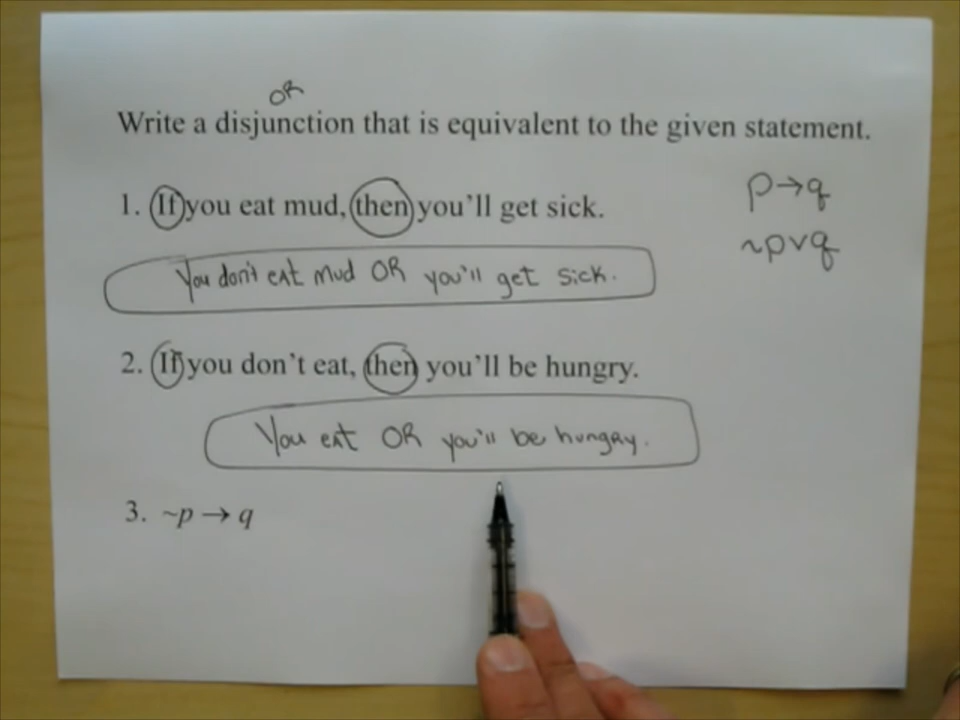 OR
Write a disjunction that is equivalent to the given statement.
1. If you eat mud, then you'll get sick.
p→q
~p∨q
You don't eat mud OR you'll get sick.
2. If you don't eat, then you'll be hungry.
You eat OR you'll be hungry.
3. ~p → q